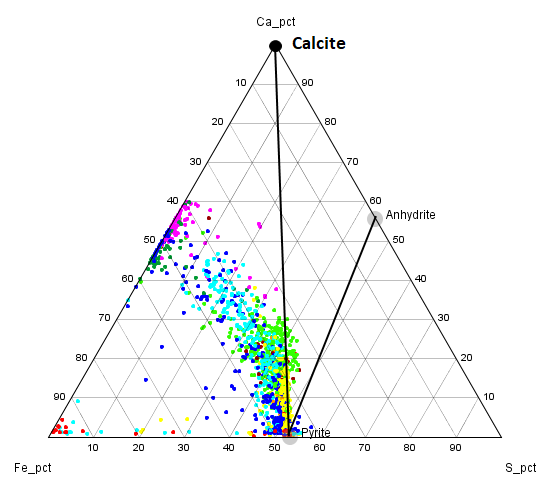 Ca_pct
Calcite
10 90
20 80
30 70
40 60
Anhydrite
50 50
60 40
70 30
80 20
90 10
Pyrite
10 20 30 40 50 60 70 80 90
Fe_pct S_pct